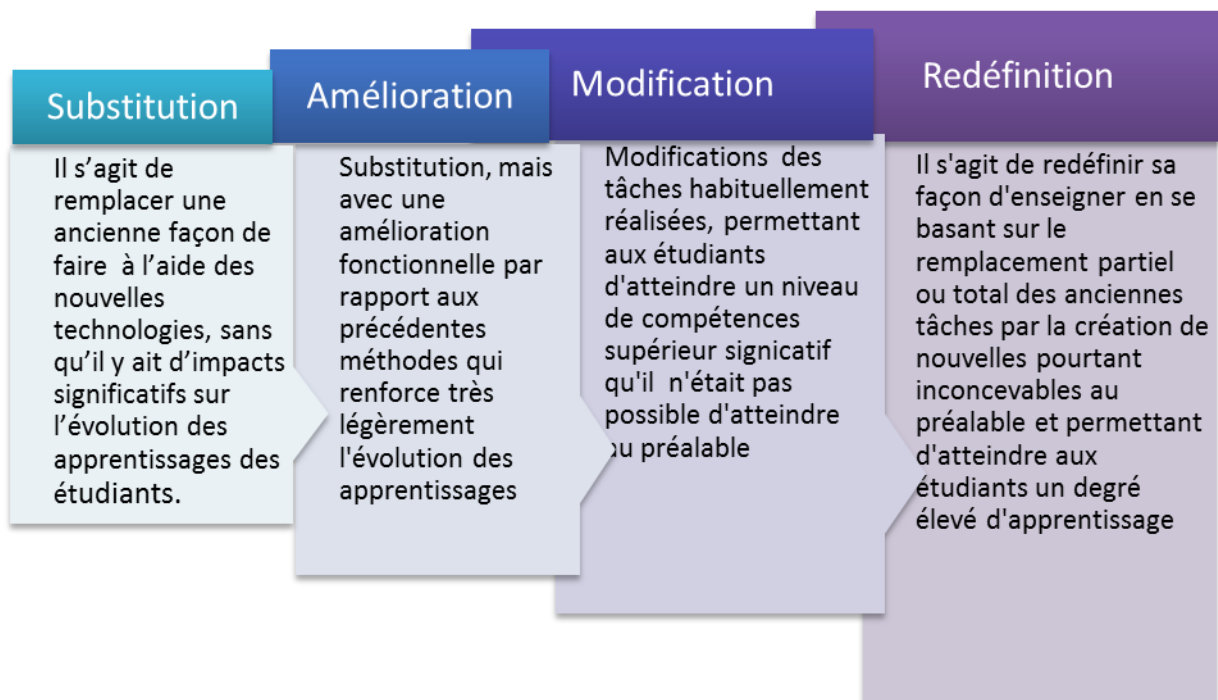 Substitution
Il s’agit de
remplacer une
ancienne façon de
faire à l’aide des
nouvelles
technologies, sans
qu’il y ait d’impacts
significatifs sur
l’évolution des
apprentissages des
étudiants.
Amélioration
Substitution, mais
avec une
amélioration
fonctionnelle par
rapport aux
précédentes
méthodes qui
renforce très
légèrement
l'évolution des
apprentissages
Modification
Modifications des
tâches habituellement
réalisées, permettant
aux étudiants
d'atteindre un niveau
de compétences
supérieur signicatif
qu'il n'était pas
possible d'atteindre
au préalable
Redéfinition
Il s'agit de redéfinir sa
façon d'enseigner en se
basant sur le
remplacement partiel
ou total des anciennes
tâches par la création de
nouvelles pourtant
inconcevables au
préalable et permettant
d'atteindre aux
étudiants un degré
élevé d'apprentissage